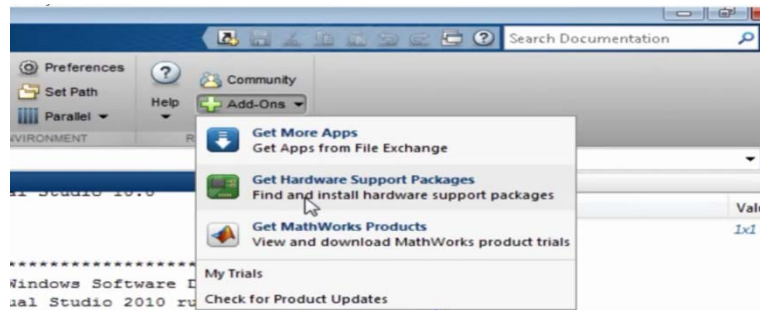 Search Documentation
Preferences
Set Path
Parallel
Help
Community
Add-Ons
VIRONMENT
R
Get More Apps
Get Apps from File Exchange
Get Hardware Support Packages
Find and install hardware support packages
Get MathWorks Products
View and download MathWorks product trials
My Trials
Check for Product Updates
Val
1x1
********************
Windows Software D
ual Studio 2010 ru